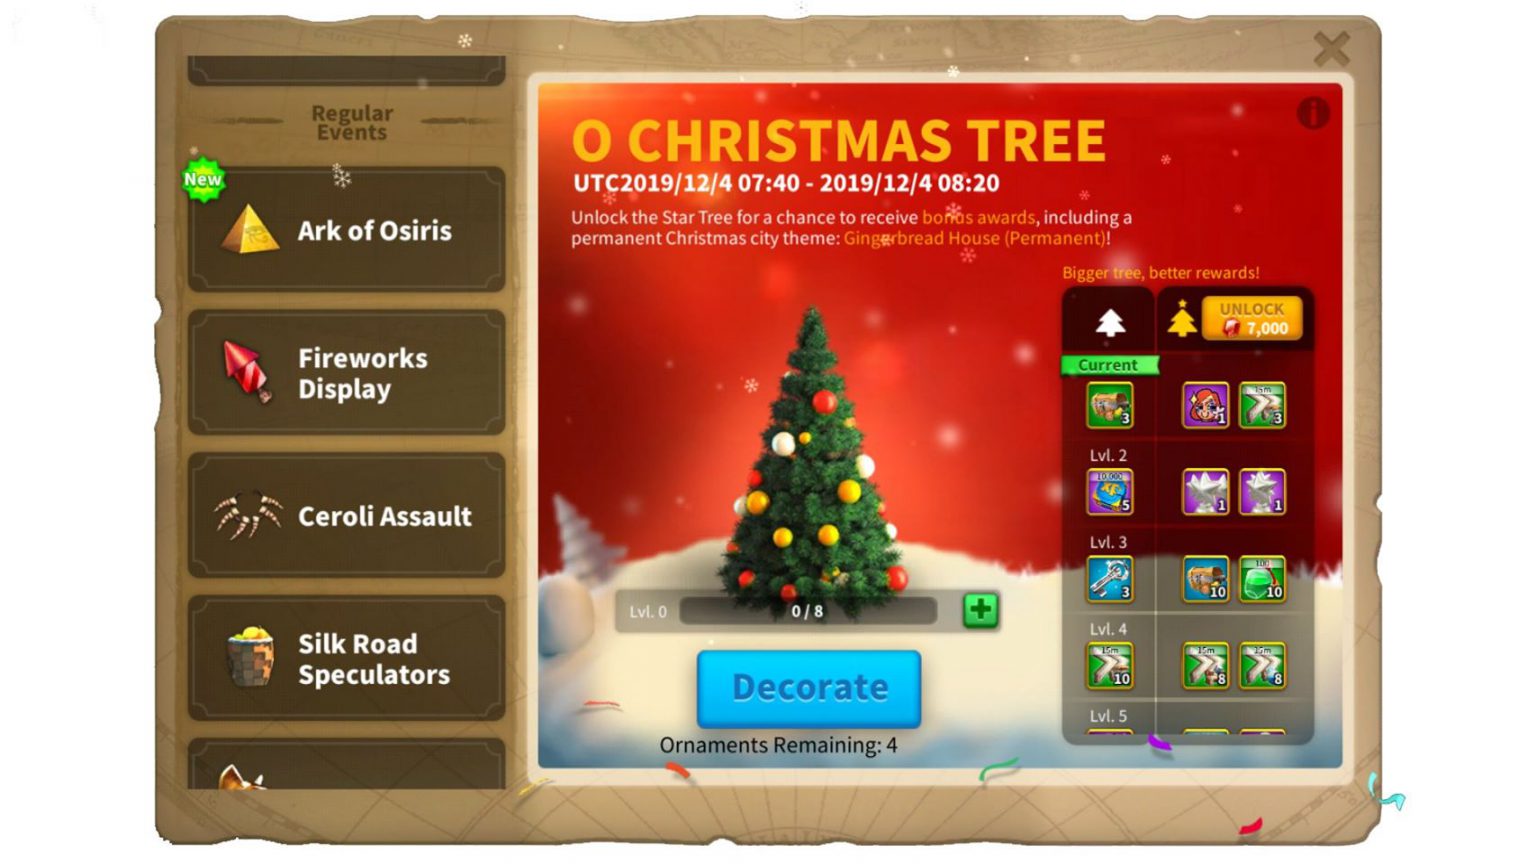 Regular
Events
New
Ark of Osiris
Fireworks
Display
Ceroli Assault
Silk Road
Speculators
O CHRISTMAS TREE
UTC2019/12/4 07:40 - 2019/12/4 08:20
Unlock the Star Tree for a chance to receive bonus awards, including a
permanent Christmas city theme: Gingerbread House (Permanent)!
Bigger tree, better rewards!
UNLOCK
7,000
Current
3
1
15m
3
Lvl. 2
10,000
5
1
1
Lvl. 3
3
10
100
10
Lvl. 4
15m
10
15m
8
15m
8
Lvl. 5
Lvl. 0
0 / 8
Decorate
Ornaments Remaining: 4